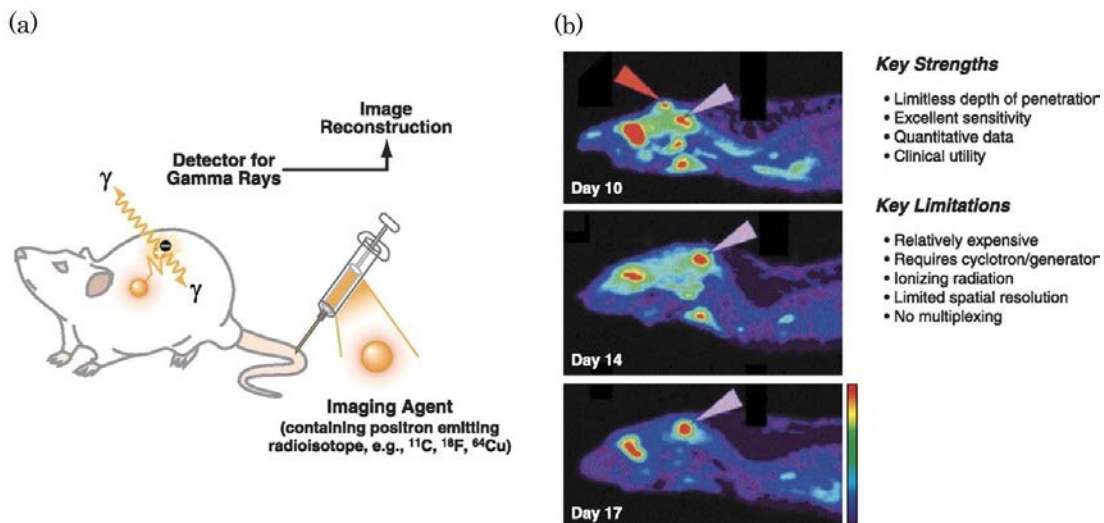 (a)
Image
Reconstruction
Detector for
Gamma Rays
γ
γ
Imaging Agent
(containing positron emitting
radioisotope, e.g., ¹¹C, ¹⁸F, ⁶⁴Cu)
(b)
Day 10
Day 14
Day 17
Key Strengths
• Limitless depth of penetration
• Excellent sensitivity
• Quantitative data
• Clinical utility
Key Limitations
• Relatively expensive
• Requires cyclotron/generator
• Ionizing radiation
• Limited spatial resolution
• No multiplexing